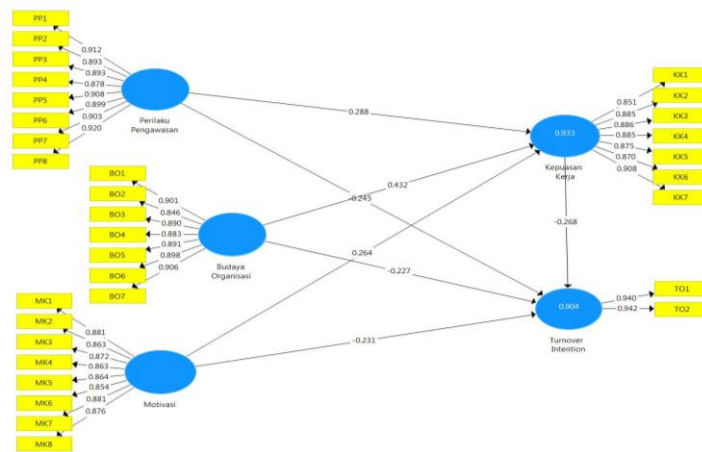 PP1
PP2
PP3
PP4
PP5
PP6
PP7
PP8
0.912
0.893
0.893
0.878
0.908
0.899
0.903
0.920
Perilaku
Pengawasan
BO1
BO2
BO3
BO4
BO5
BO6
BO7
0.901
0.846
0.890
0.883
0.891
0.898
0.906
Budaya
Organisasi
MK1
MK2
MK3
MK4
MK5
MK6
MK7
MK8
0.881
0.863
0.872
0.863
0.864
0.854
0.881
0.876
Motivasi
0.288
0.432
-0.245
0.264
-0.227
-0.231
-0.268
0.933
Kepuasan
Kerja
0.851
0.885
0.886
0.885
0.875
0.870
0.908
KK1
KK2
KK3
KK4
KK5
KK6
KK7
0.904
Turnover
Intention
0.940
0.942
TO1
TO2